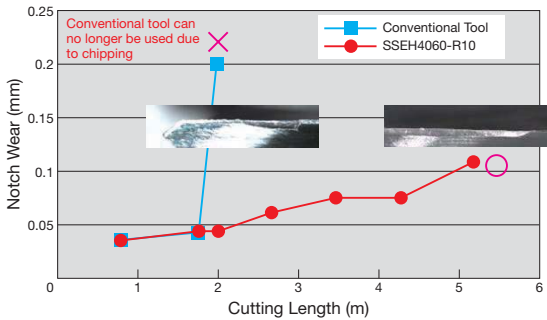 0.25
0.2
0.15
0.1
0.05
0
Notch Wear (mm)
Conventional tool can
no longer be used due
to chipping
Conventional Tool
SSEH4060-R10
1
2
3
4
5
6
Cutting Length (m)